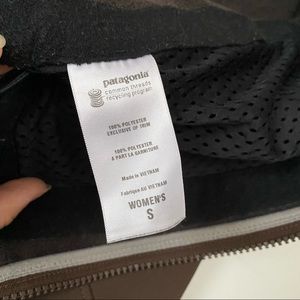 patagonia
common threads
recycling program
100% POLYESTER
EXCLUSIVE OF TRIM
100% POLYESTER
À PART LA GARNITURE
Made in VIETNAM
Fabriqué AU VIETNAM
WOMEN'S
S